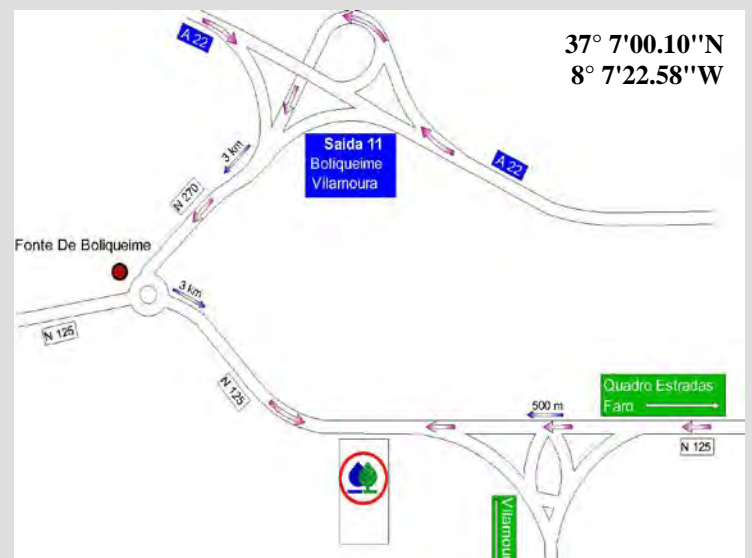 37° 7'00.10"N
8° 7'22.58"W
A 22
Saida 11
Boliqueime
Vilamoura
A 22
3 km
N 270
Fonte De Boliqueime
3 km
N 125
N 125
Quadro Estradas
Faro
500 m
N 125
Vilamou